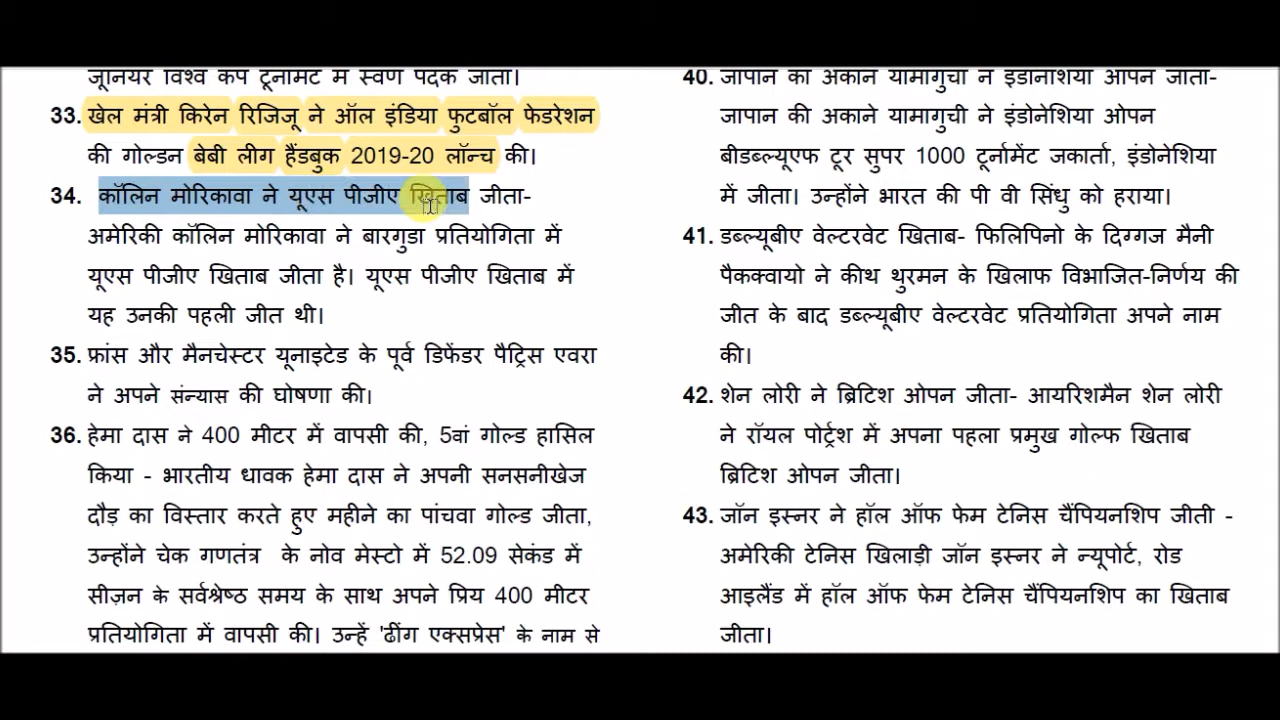 जूनियर विश्व कप टूर्नामेंट में स्वर्ण पदक जीता।
33. खेल मंत्री किरेन रिजिजू ने ऑल इंडिया फुटबॉल फेडरेशन
की गोल्डन बेबी लीग हैंडबुक 2019-20 लॉन्च की।
34. कॉलिन मोरिकावा ने यूएस पीजीए खिताब जीता-
अमेरिकी कॉलिन मोरिकावा ने बारगुडा प्रतियोगिता में
यूएस पीजीए खिताब जीता है। यूएस पीजीए खिताब में
यह उनकी पहली जीत थी।
35. फ्रांस और मैनचेस्टर यूनाइटेड के पूर्व डिफेंडर पैट्रिस एवरा
ने अपने संन्यास की घोषणा की।
36. हेमा दास ने 400 मीटर में वापसी की, 5वां गोल्ड हासिल
किया - भारतीय धावक हेमा दास ने अपनी सनसनीखेज
दौड़ का विस्तार करते हुए महीने का पांचवा गोल्ड जीता,
उन्होंने चेक गणतंत्र के नोव मेस्टो में 52.09 सेकंड में
सीज़न के सर्वश्रेष्ठ समय के साथ अपने प्रिय 400 मीटर
प्रतियोगिता में वापसी की। उन्हें 'ढींग एक्सप्रेस' के नाम से
40. जापान की अकाने यामागुची ने इंडोनेशिया ओपन जीता-
जापान की अकाने यामागुची ने इंडोनेशिया ओपन
बीडब्ल्यूएफ टूर सुपर 1000 टूर्नामेंट जकार्ता, इंडोनेशिया
में जीता। उन्होंने भारत की पी वी सिंधु को हराया।
41. डब्ल्यूबीए वेल्टरवेट खिताब- फिलिपिनो के दिग्गज मैनी
पैकक्वायो ने कीथ थुरमन के खिलाफ विभाजित-निर्णय की
जीत के बाद डब्ल्यूबीए वेल्टरवेट प्रतियोगिता अपने नाम
की।
42. शेन लोरी ने ब्रिटिश ओपन जीता- आयरिशमैन शेन लोरी
ने रॉयल पोर्ट्रश में अपना पहला प्रमुख गोल्फ खिताब
ब्रिटिश ओपन जीता।
43. जॉन इस्नर ने हॉल ऑफ फेम टेनिस चैंपियनशिप जीती -
अमेरिकी टेनिस खिलाड़ी जॉन इस्नर ने न्यूपोर्ट, रोड
आइलैंड में हॉल ऑफ फेम टेनिस चैंपियनशिप का खिताब
जीता।